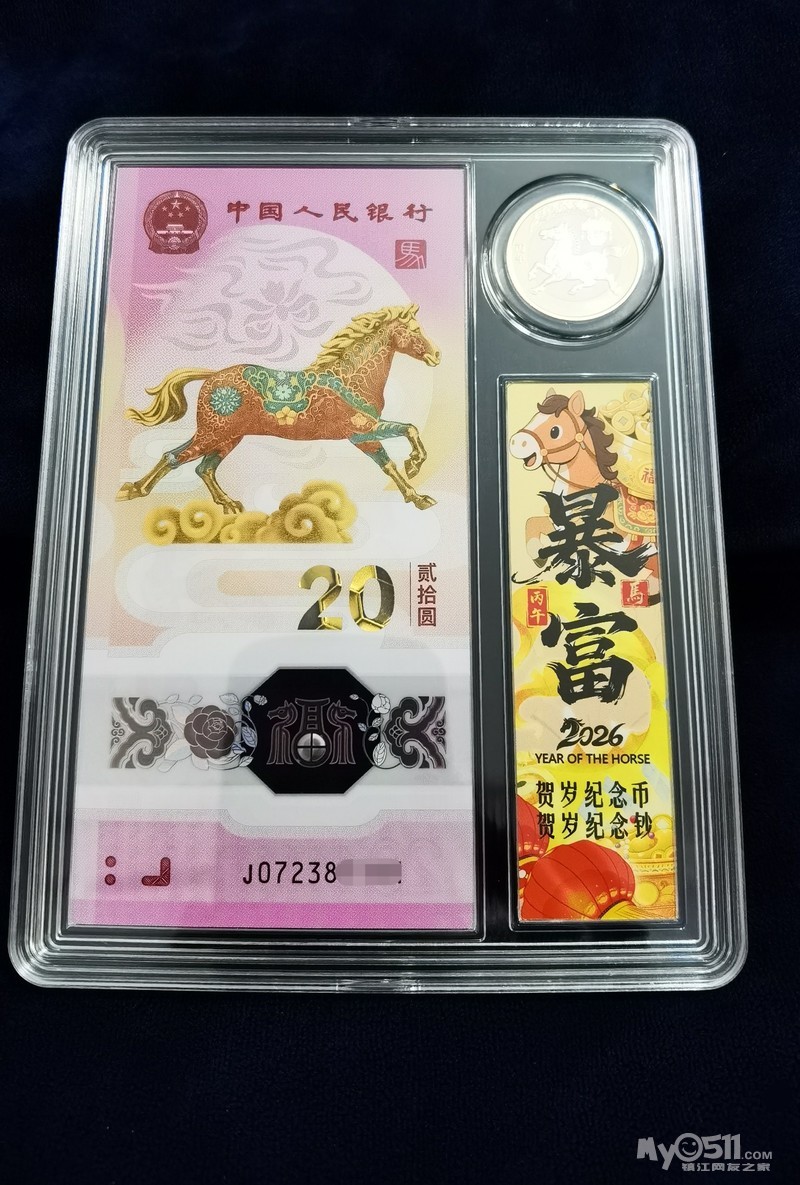 中国人民银行
馬
20
贰拾圆
J07238
福
暴富
丙午
馬
2026
YEAR OF THE HORSE
贺岁纪念币
贺岁纪念钞
My0511.COM
镇江网友之家